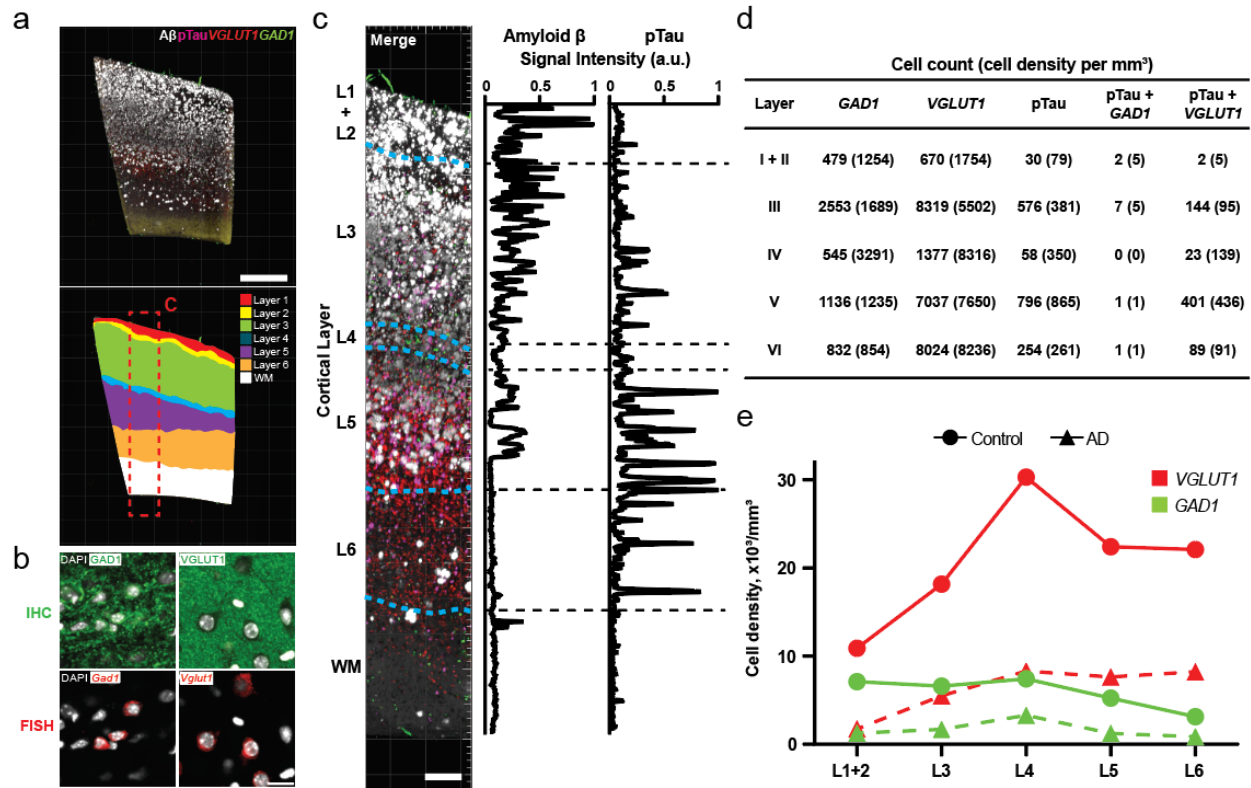 a
AβpTauVGLUT1GAD1
C
Layer 1
Layer 2
Layer 3
Layer 4
Layer 5
Layer 6
WM
b
DAPI GAD1
VGLUT1
IHC
DAPI Gad1
Vglut1
FISH
c
Merge
Amyloid β pTau
Signal Intensity (a.u.)
0 0.5 1 0 0.5 1
Cortical Layer
L1
+
L2
L3
L4
L5
L6
WM
d
Cell count (cell density per mm³)
Layer GAD1 VGLUT1 pTau pTau + GAD1 pTau + VGLUT1
I + II 479 (1254) 670 (1754) 30 (79) 2 (5) 2 (5)
III 2553 (1689) 8319 (5502) 576 (381) 7 (5) 144 (95)
IV 545 (3291) 1377 (8316) 58 (350) 0 (0) 23 (139)
V 1136 (1235) 7037 (7650) 796 (865) 1 (1) 401 (436)
VI 832 (854) 8024 (8236) 254 (261) 1 (1) 89 (91)
e
Control AD
VGLUT1
GAD1
Cell density, x10³/mm³
30
20
10
0
L1+2 L3 L4 L5 L6